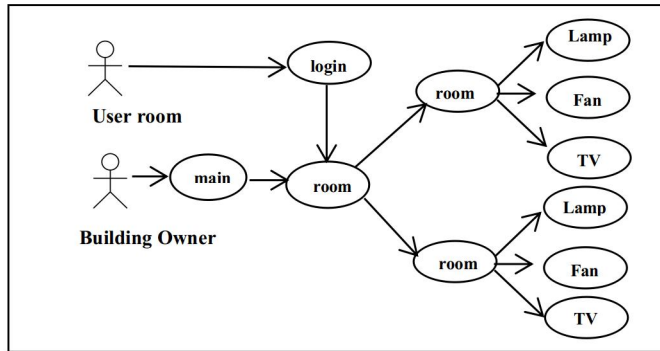 Lamp
login
room
Fan
User room
TV
main
room
Lamp
Building Owner
room
Fan
TV